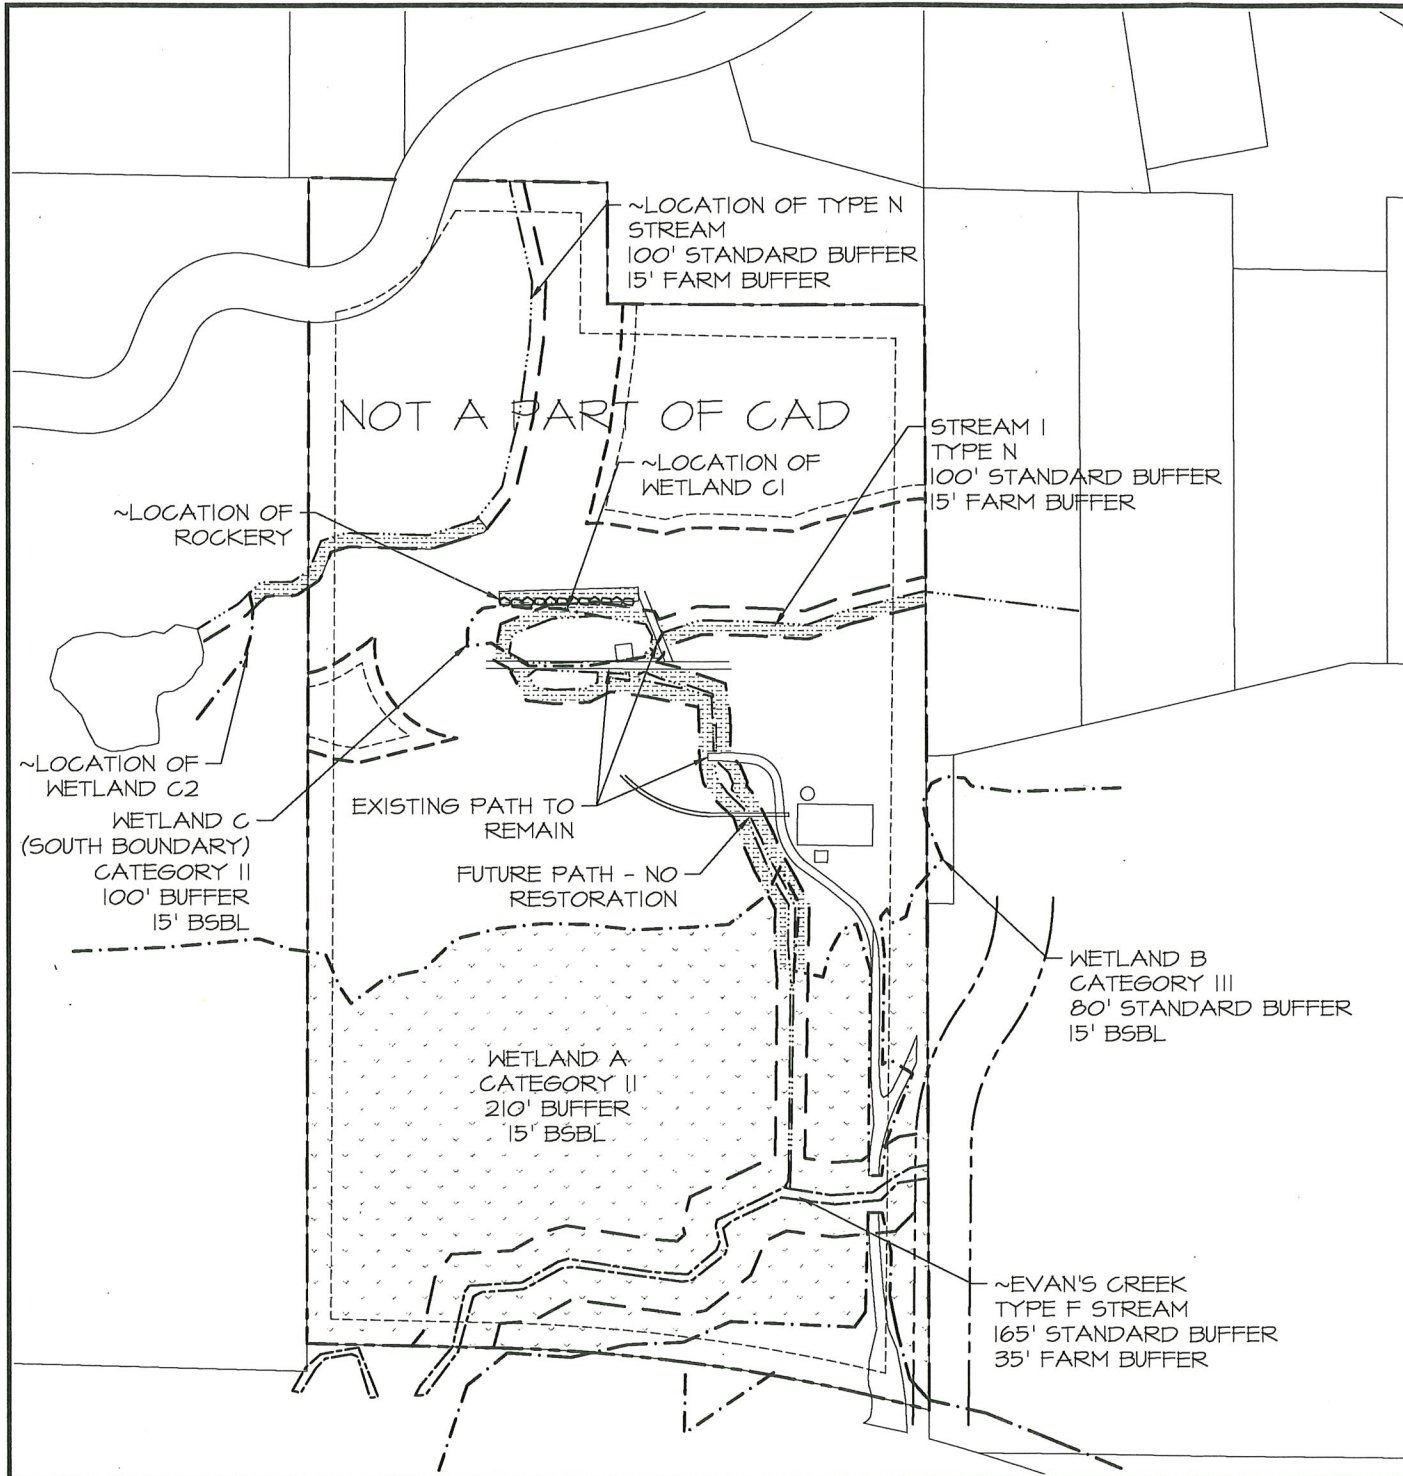 ~LOCATION OF TYPE N
STREAM
100' STANDARD BUFFER
15' FARM BUFFER
NOT A PART OF CAD
STREAM 1
TYPE N
100' STANDARD BUFFER
15' FARM BUFFER
~LOCATION OF
WETLAND C1
~LOCATION OF
ROCKERY
~LOCATION OF
WETLAND C2
WETLAND C
(SOUTH BOUNDARY)
CATEGORY II
100' BUFFER
15' BSBL
EXISTING PATH TO
REMAIN
FUTURE PATH - NO
RESTORATION
WETLAND B
CATEGORY III
80' STANDARD BUFFER
15' BSBL
WETLAND A
CATEGORY II
210' BUFFER
15' BSBL
~EVAN'S CREEK
TYPE F STREAM
165' STANDARD BUFFER
35' FARM BUFFER